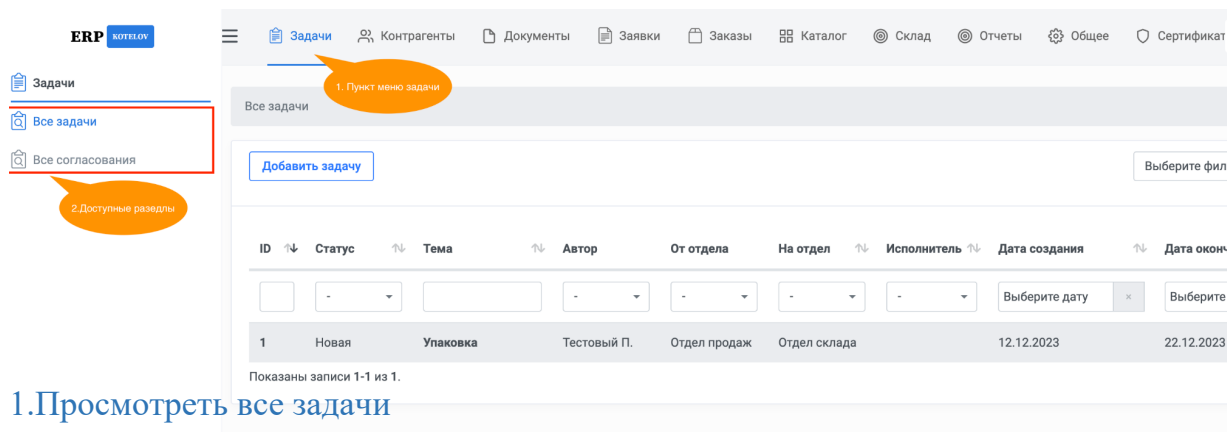 ERP KOTELOV
Задачи Контрагенты Документы Заявки Заказы Каталог Склад Отчеты Общее Сертификат
Задачи
1. Пункт меню задачи
Все задачи
Все задачи
Все согласования
Добавить задачу
Выберите фил
2.Доступные разедлы
ID Статус Тема Автор От отдела На отдел Исполнитель Дата создания Дата оконч
- - - - - Выберите дату × Выберите
1 Новая Упаковка Тестовый П. Отдел продаж Отдел склада 12.12.2023 22.12.2023
Показаны записи 1-1 из 1.
1.Просмотреть все задачи